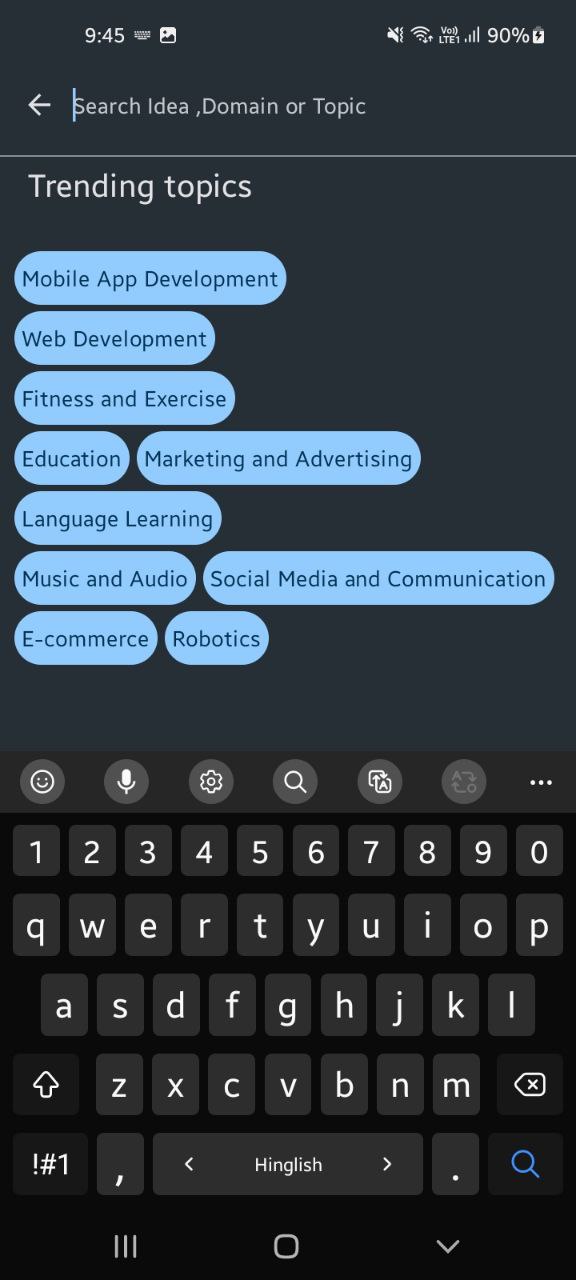 9:45 Vo) LTE1 90%
Search Idea ,Domain or Topic
Trending topics
Mobile App Development
Web Development
Fitness and Exercise
Education Marketing and Advertising
Language Learning
Music and Audio Social Media and Communication
E-commerce Robotics
1 2 3 4 5 6 7 8 9 0
q w e r t y u i o p
a s d f g h j k l
z x c v b n m
!#1 , < Hinglish > .